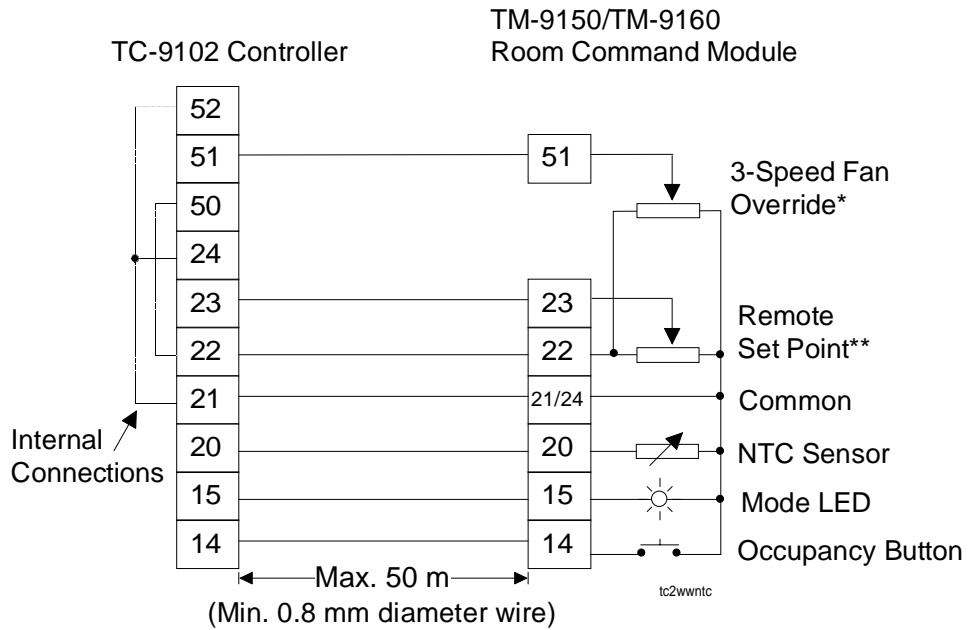 TM-9150/TM-9160
TC-9102 Controller
Room Command Module
52
51
51
3-Speed Fan
Override*
50
24
23
23
Remote
Set Point**
22
22
21
21/24
Common
Internal
Connections
20
20
NTC Sensor
15
15
Mode LED
14
14
Occupancy Button
Max. 50 m
tc2wwntc
(Min. 0.8 mm diameter wire)